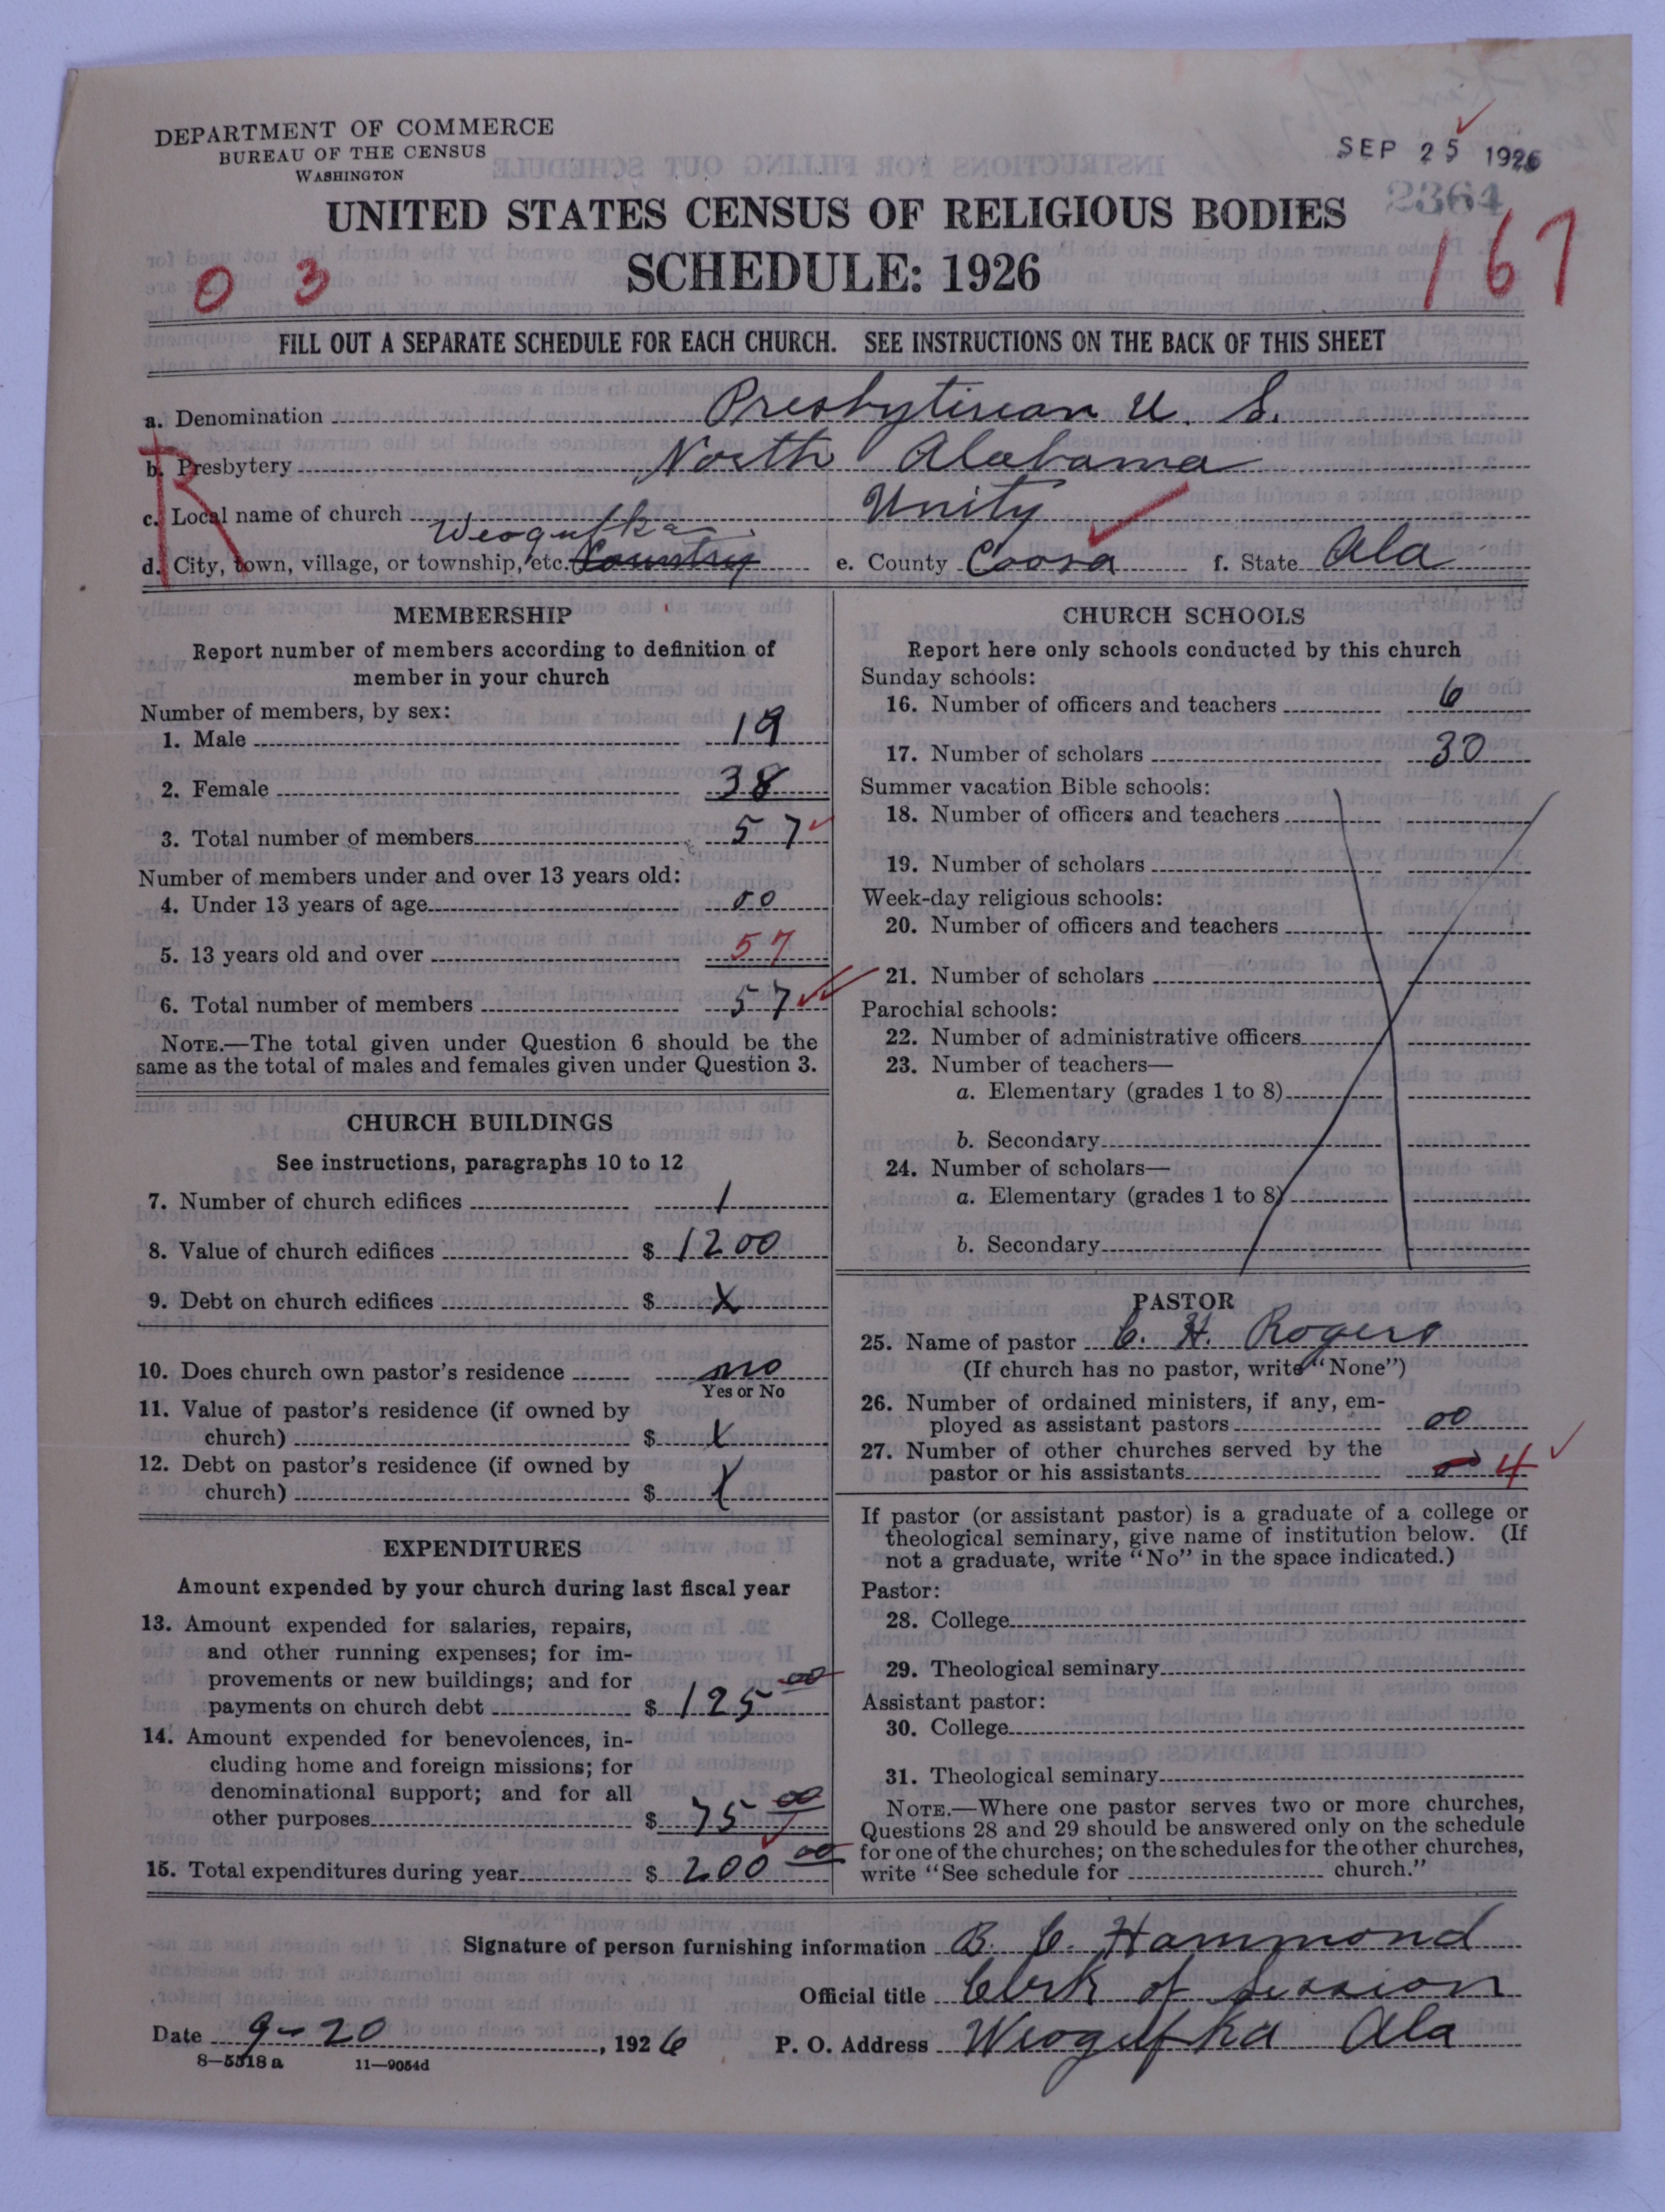 DEPARTMENT OF COMMERCE
BUREAU OF THE CENSUS
WASHINGTON
SEP 25 1926
2364
UNITED STATES CENSUS OF RELIGIOUS BODIES
SCHEDULE: 1926
0 3
167
FILL OUT A SEPARATE SCHEDULE FOR EACH CHURCH. SEE INSTRUCTIONS ON THE BACK OF THIS SHEET
a. Denomination Presbyterian U. S.
b. Presbytery North Alabama
R
c. Local name of church Unity
Weogufka
d. City, town, village, or township, etc. Country e. County Coosa f. State Ala
MEMBERSHIP
Report number of members according to definition of
member in your church
Number of members, by sex:
1. Male 19
2. Female 38
3. Total number of members 57
Number of members under and over 13 years old:
4. Under 13 years of age 00
5. 13 years old and over 57
6. Total number of members 57
NOTE.—The total given under Question 6 should be the
same as the total of males and females given under Question 3.
CHURCH BUILDINGS
See instructions, paragraphs 10 to 12
7. Number of church edifices 1
8. Value of church edifices $ 1200
9. Debt on church edifices $ X
10. Does church own pastor's residence no
Yes or No
11. Value of pastor's residence (if owned by
church) $ X
12. Debt on pastor's residence (if owned by
church) $ X
EXPENDITURES
Amount expended by your church during last fiscal year
13. Amount expended for salaries, repairs,
and other running expenses; for im-
provements or new buildings; and for
payments on church debt $ 125 00
14. Amount expended for benevolences, in-
cluding home and foreign missions; for
denominational support; and for all
other purposes $ 75 00
15. Total expenditures during year $ 200 00
CHURCH SCHOOLS
Report here only schools conducted by this church
Sunday schools:
16. Number of officers and teachers 6
17. Number of scholars 30
Summer vacation Bible schools:
18. Number of officers and teachers
19. Number of scholars
Week-day religious schools:
20. Number of officers and teachers
21. Number of scholars
Parochial schools:
22. Number of administrative officers
23. Number of teachers—
a. Elementary (grades 1 to 8)
b. Secondary
24. Number of scholars—
a. Elementary (grades 1 to 8)
b. Secondary
PASTOR
25. Name of pastor C. H. Rogers
(If church has no pastor, write "None")
26. Number of ordained ministers, if any, em-
ployed as assistant pastors 00
27. Number of other churches served by the
pastor or his assistants 4
If pastor (or assistant pastor) is a graduate of a college or
theological seminary, give name of institution below. (If
not a graduate, write "No" in the space indicated.)
Pastor:
28. College
29. Theological seminary
Assistant pastor:
30. College
31. Theological seminary
NOTE.—Where one pastor serves two or more churches,
Questions 28 and 29 should be answered only on the schedule
for one of the churches; on the schedules for the other churches,
write "See schedule for church."
Signature of person furnishing information B. C. Hammond
Official title Clerk of Session
Date 9-20, 1926 P. O. Address Weogufka Ala
8—5518 a 11—9054d